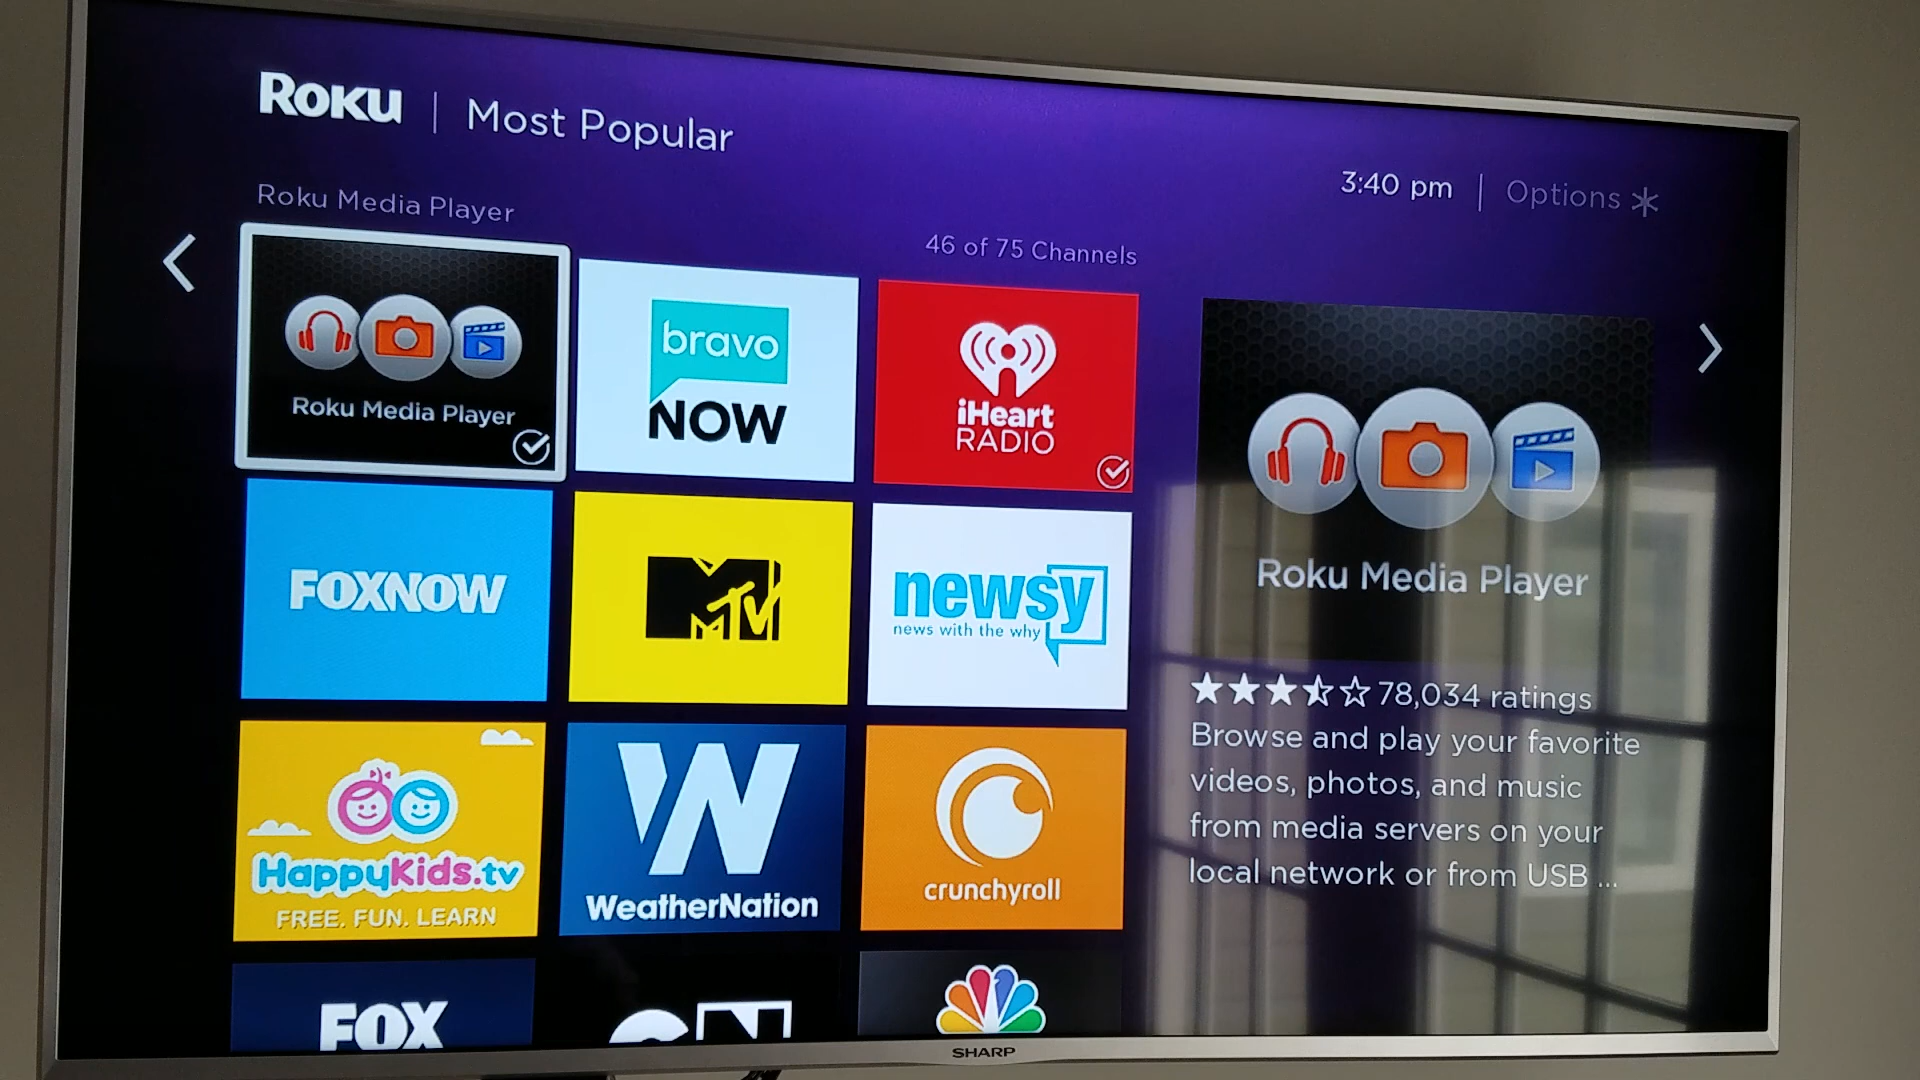 ROKU | Most Popular
3:40 pm | Options
Roku Media Player
46 of 75 Channels
Roku Media Player
bravo
NOW
iHeart
RADIO
Roku Media Player
FOXNOW
MTV
newsy
news with the why
78,034 ratings
Browse and play your favorite
videos, photos, and music
from media servers on your
local network or from USB ...
HappyKids.tv
FREE. FUN. LEARN
W
WeatherNation
crunchyroll
FOX
CN
SHARP